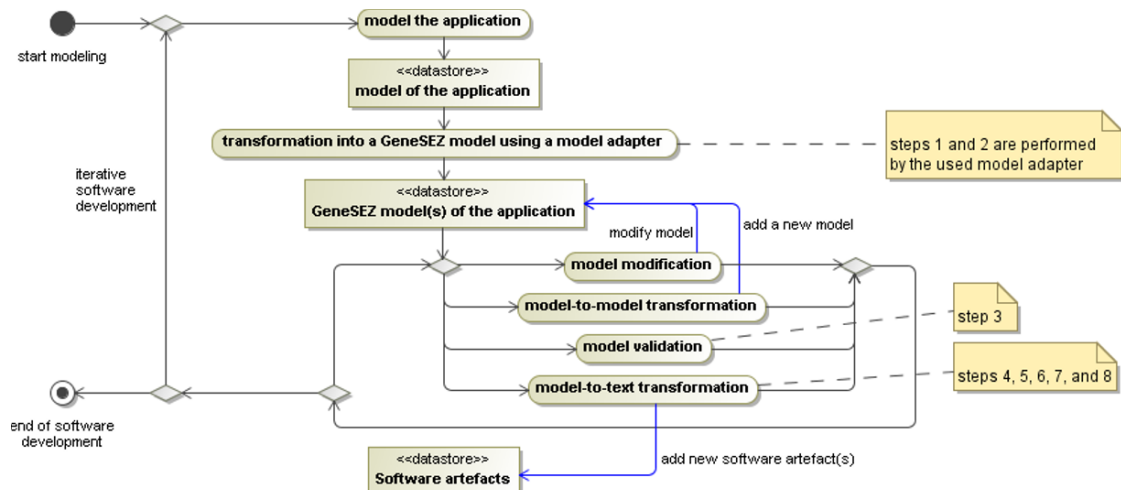 model the application
start modeling
<<datastore>>
model of the application
transformation into a GeneSEZ model using a model adapter
steps 1 and 2 are performed
by the used model adapter
iterative
software
development
<<datastore>>
GeneSEZ model(s) of the application
modify model
add a new model
model modification
model-to-model transformation
step 3
model validation
model-to-text transformation
steps 4, 5, 6, 7, and 8
end of software
development
<<datastore>>
Software artefacts
add new software artefact(s)